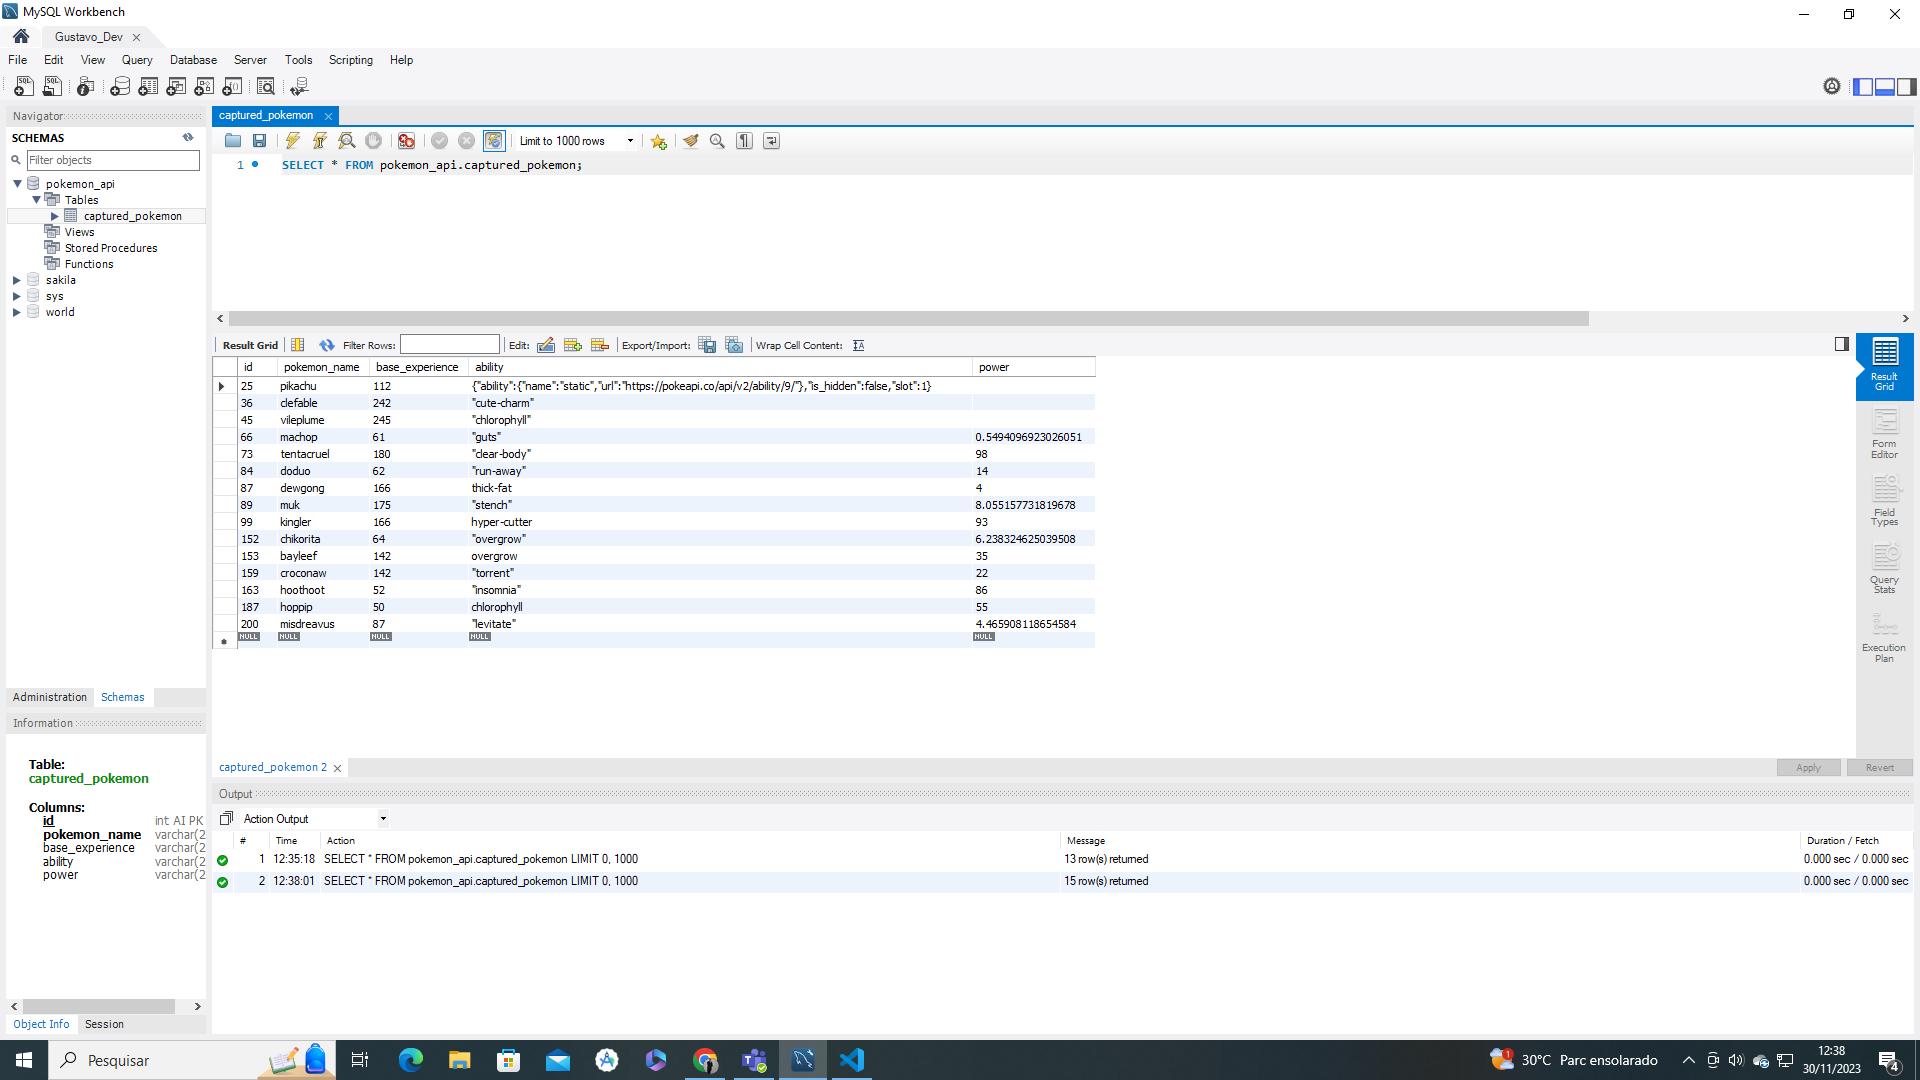 MySQL Workbench
Gustavo_Dev
File Edit View Query Database Server Tools Scripting Help
Navigator
captured_pokemon
SCHEMAS
Limit to 1000 rows
Filter objects
1 SELECT * FROM pokemon_api.captured_pokemon;
pokemon_api
Tables
captured_pokemon
Views
Stored Procedures
Functions
sakila
sys
world
Result Grid Filter Rows: Edit: Export/Import: Wrap Cell Content:
id pokemon_name base_experience ability power
25 pikachu 112 {"ability":{"name":"static","url":"https://pokeapi.co/api/v2/ability/9/"},"is_hidden":false,"slot":1}
36 clefable 242 "cute-charm"
45 vileplume 245 "chlorophyll"
66 machop 61 "guts" 0.5494096923026051
73 tentacruel 180 "clear-body" 98
84 doduo 62 "run-away" 14
87 dewgong 166 thick-fat 4
89 muk 175 "stench" 8.055157731819678
99 kingler 166 hyper-cutter 93
152 chikorita 64 "overgrow" 6.238324625039508
153 bayleef 142 overgrow 35
159 croconaw 142 "torrent" 22
163 hoothoot 52 "insomnia" 86
187 hoppip 50 chlorophyll 55
200 misdreavus 87 "levitate" 4.465908118654584
NULL NULL NULL NULL NULL
Result
Grid
Form
Editor
Field
Types
Query
Stats
Execution
Plan
Administration Schemas
Information
Table:
captured_pokemon
Columns:
id int AI PK
pokemon_name varchar(2
base_experience varchar(2
ability varchar(2
power varchar(2
captured_pokemon 2
Apply Revert
Output
Action Output
# Time Action Message Duration / Fetch
1 12:35:18 SELECT * FROM pokemon_api.captured_pokemon LIMIT 0, 1000 13 row(s) returned 0.000 sec / 0.000 sec
2 12:38:01 SELECT * FROM pokemon_api.captured_pokemon LIMIT 0, 1000 15 row(s) returned 0.000 sec / 0.000 sec
Object Info Session
Pesquisar
1
30°C Parc ensolarado
12:38
30/11/2023
4